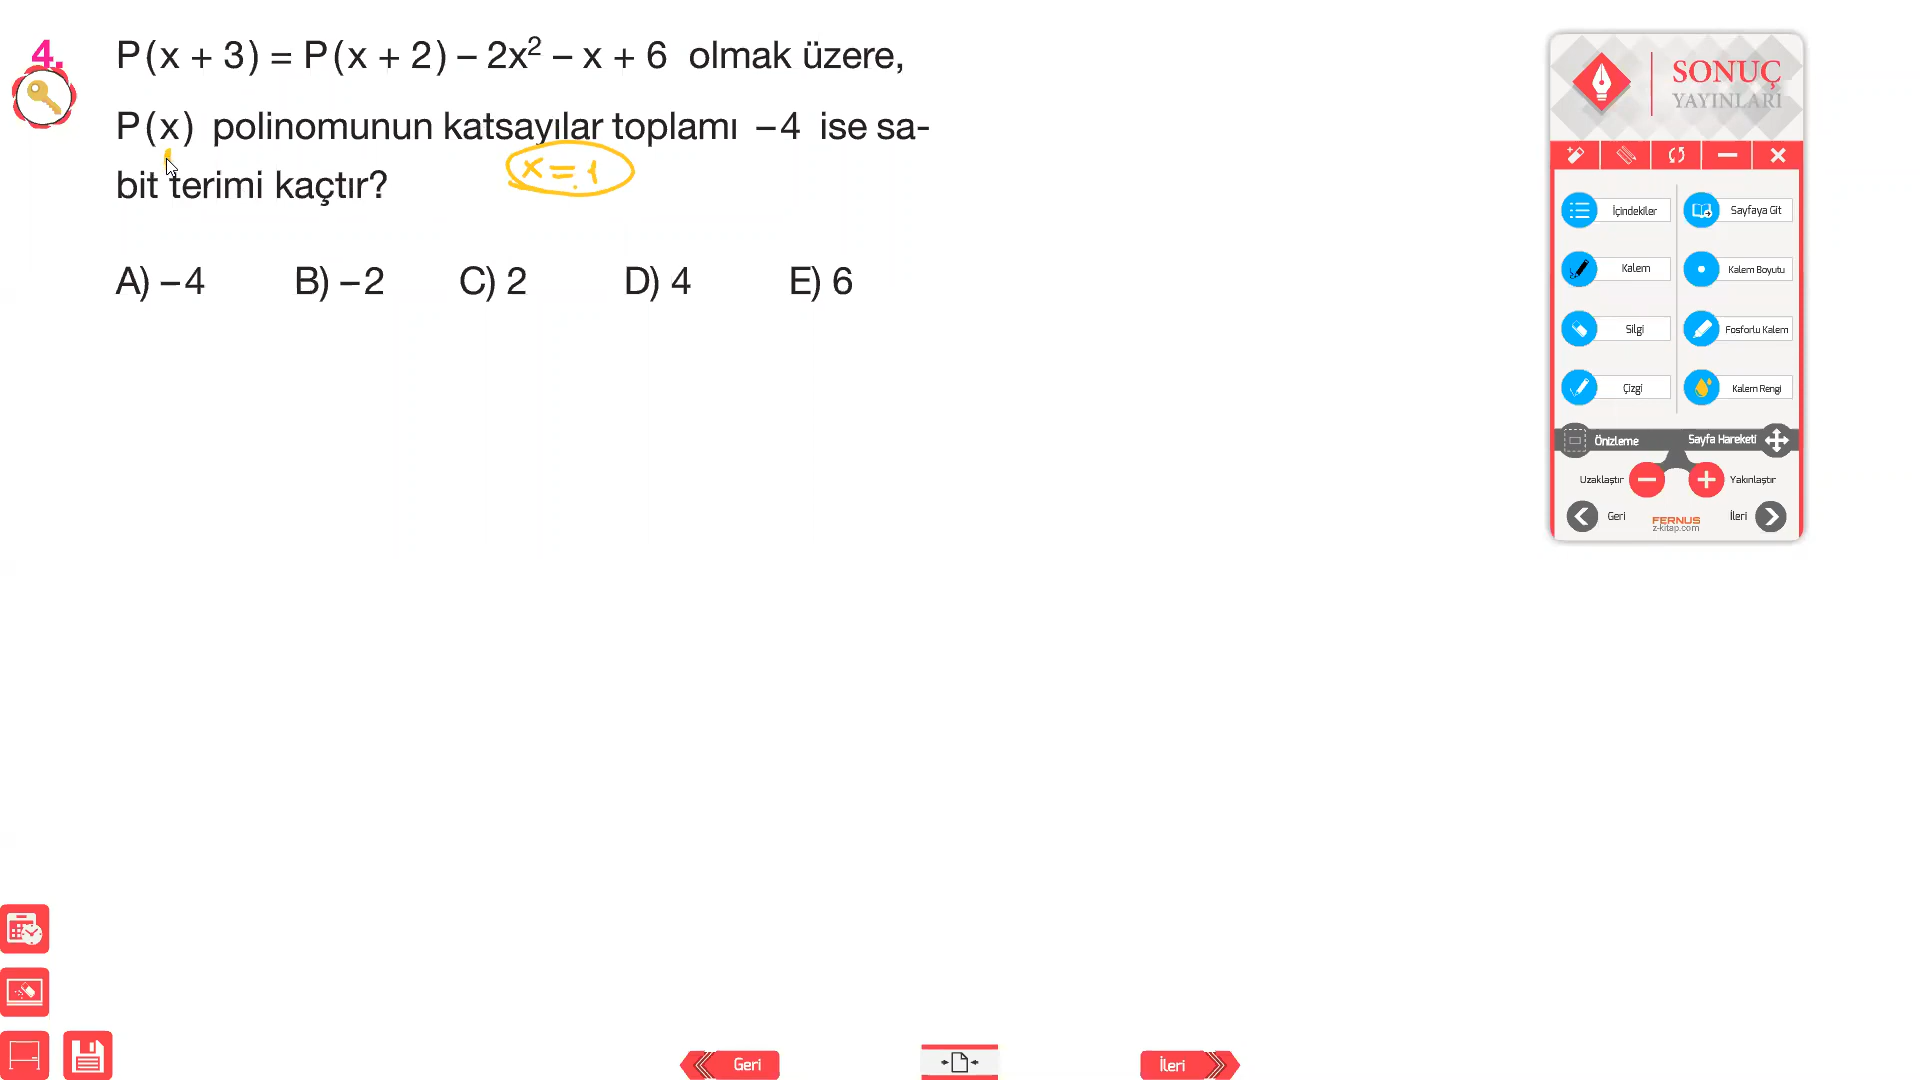 4. P(x + 3) = P(x + 2) – 2x² – x + 6 olmak üzere,
P(x) polinomunun katsayılar toplamı –4 ise sa-
x = 1
bit terimi kaçtır?
A) –4 B) –2 C) 2 D) 4 E) 6
SONUÇ
YAYINLARI
İçindekiler Sayfaya Git
Kalem Kalem Boyutu
Silgi Fosforlu Kalem
Çizgi Kalem Rengi
Önizleme Sayfa Hareketi
Uzaklaştır Yakınlaştır
Geri FERNUS İleri
z-kitap.com
Geri İleri